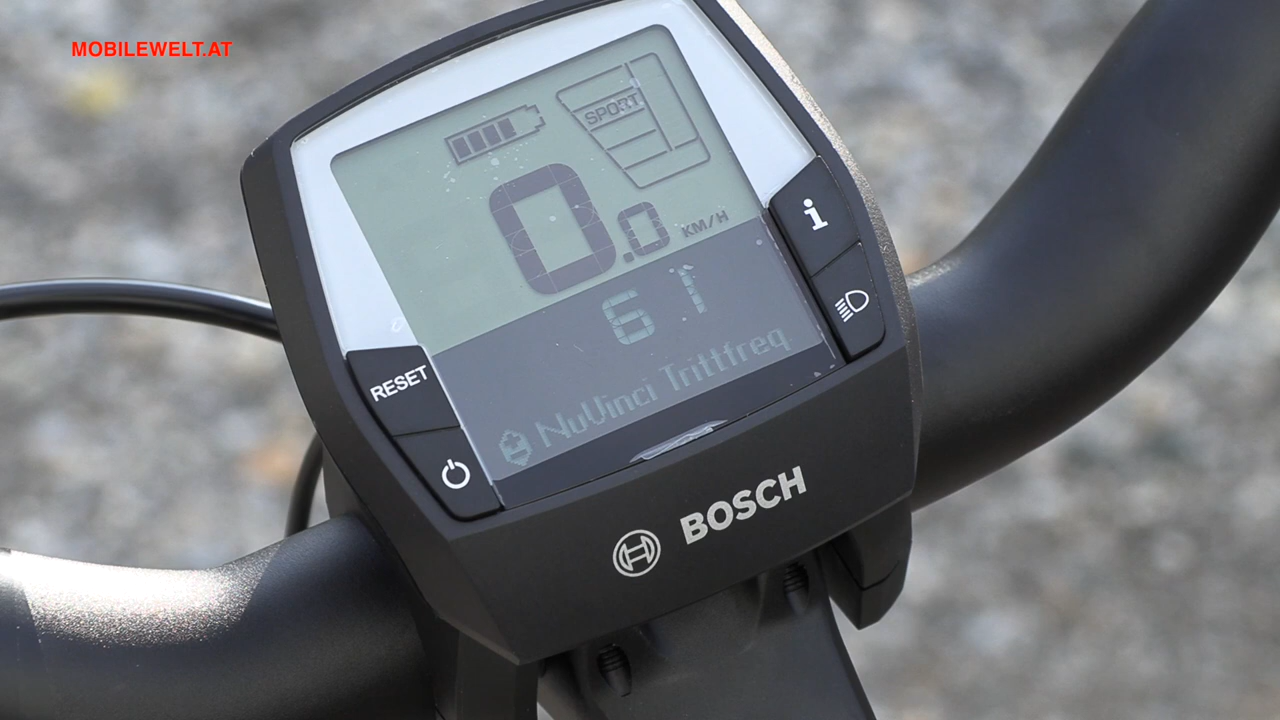 MOBILEWELT.AT
SPORT
0.0 KM/H
61
NuVinci Trittfreq.
RESET
i
BOSCH